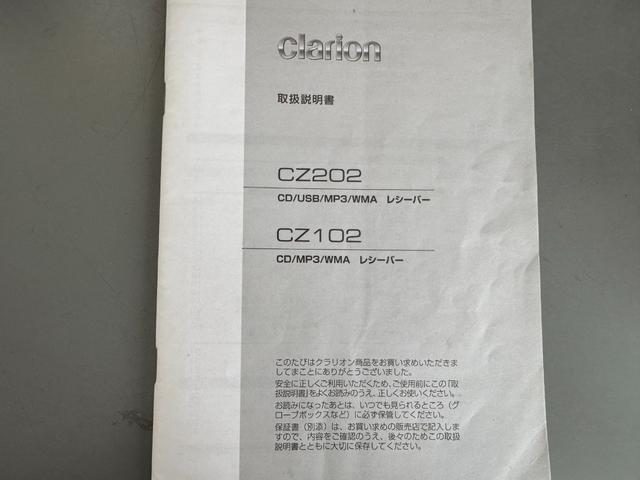 clarion
取扱説明書
CZ202
CD/USB/MP3/WMA レシーバー
CZ102
CD/MP3/WMA レシーバー
このたびはクラリオン商品をお買い求めいただきま
してまことにありがとうございました。
安全に正しくご利用いただくため、ご使用前にこの「取
扱説明書」をよくお読みのうえ、正しくお使いください。
お読みになったあとは、いつでも見られるところ（グ
ローブボックスなど）に必ず保管してください。
保証書（別添）は、お買い求めの販売店で記入しま
すので、内容をご確認のうえ、後々のためこの取扱
説明書とともに大切に保存してください。